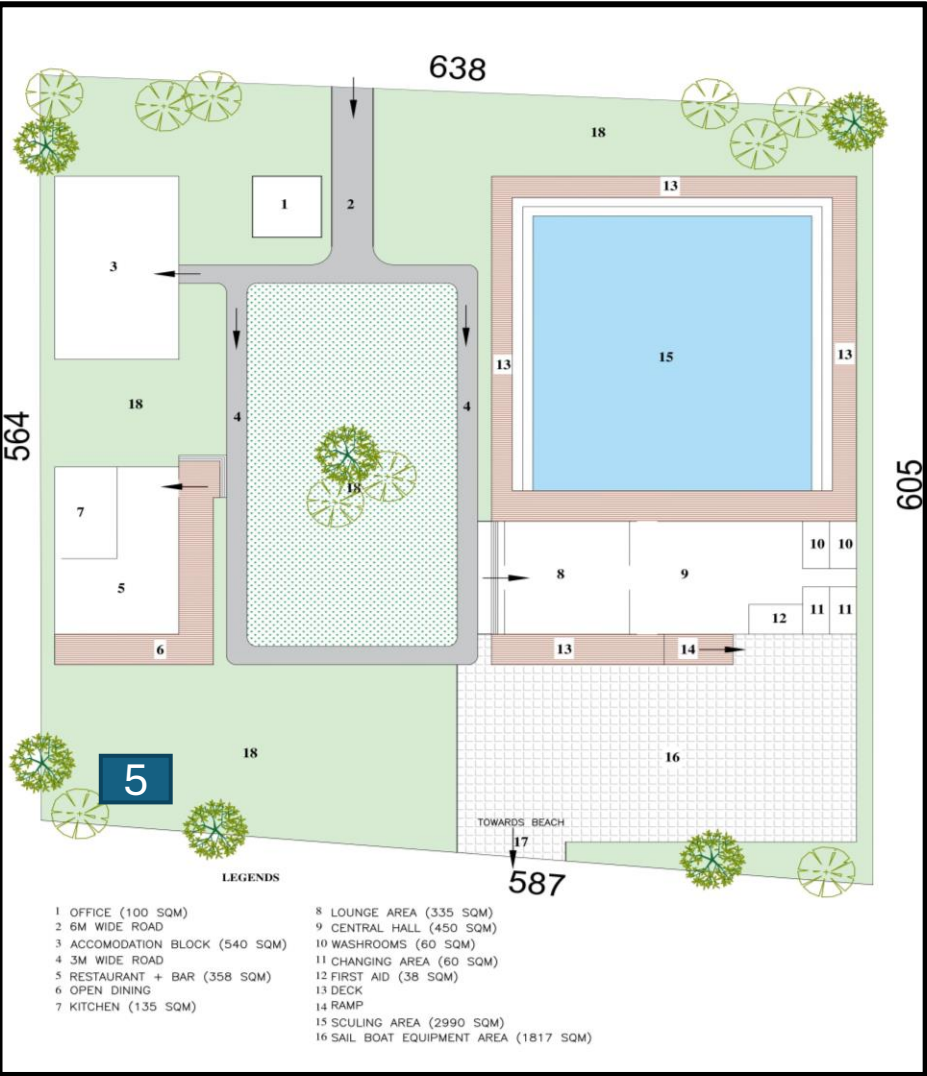 638
18
13
1
2
3
15
13
13
18
4
4
564
18
605
7
5
8
9
10
10
11
11
12
6
13
14
18
16
5
TOWARDS BEACH
17
587
LEGENDS
1 OFFICE (100 SQM)
2 6M WIDE ROAD
3 ACCOMODATION BLOCK (540 SQM)
4 3M WIDE ROAD
5 RESTAURANT + BAR (358 SQM)
6 OPEN DINING
7 KITCHEN (135 SQM)
8 LOUNGE AREA (335 SQM)
9 CENTRAL HALL (450 SQM)
10 WASHROOMS (60 SQM)
11 CHANGING AREA (60 SQM)
12 FIRST AID (38 SQM)
13 DECK
14 RAMP
15 SCULING AREA (2990 SQM)
16 SAIL BOAT EQUIPMENT AREA (1817 SQM)